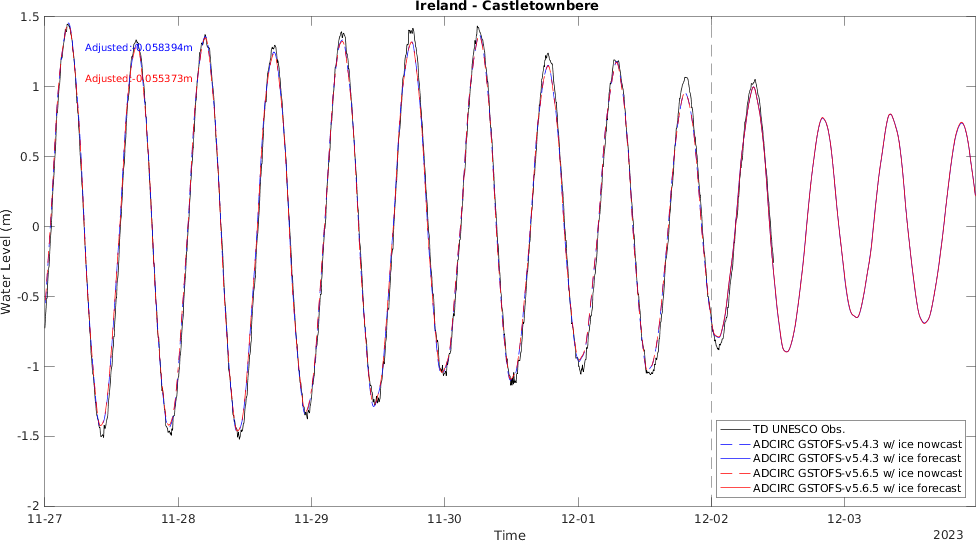 Ireland - Castletownbere
Adjusted:-0.058394m
Adjusted:-0.055373m
1.5
1
0.5
0
-0.5
-1
-1.5
-2
Water Level (m)
TD UNESCO Obs.
ADCIRC GSTOFS-v5.4.3 w/ ice nowcast
ADCIRC GSTOFS-v5.4.3 w/ ice forecast
ADCIRC GSTOFS-v5.6.5 w/ ice nowcast
ADCIRC GSTOFS-v5.6.5 w/ ice forecast
11-27 11-28 11-29 11-30 12-01 12-02 12-03
Time
2023